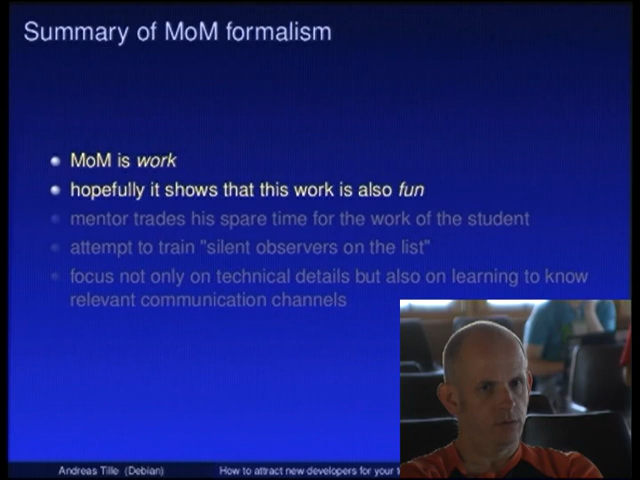 Summary of MoM formalism
MoM is work
hopefully it shows that this work is also fun
mentor trades his spare time for the work of the student
attempt to train "silent observers on the list"
focus not only on technical details but also on learning to know
relevant communication channels
Andreas Tille (Debian) How to attract new developers for your